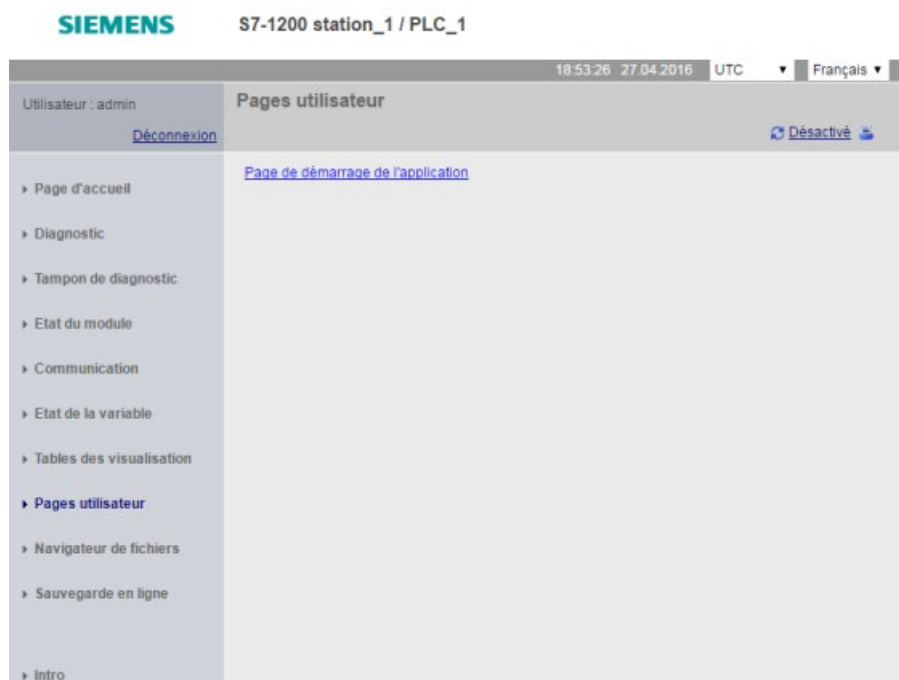 SIEMENS
S7-1200 station_1 / PLC_1
18:53:26 27.04.2016 UTC Français
Utilisateur : admin
Déconnexion
Pages utilisateur
Désactivé
Page de démarrage de l'application
Page d'accueil
Diagnostic
Tampon de diagnostic
Etat du module
Communication
Etat de la variable
Tables des visualisation
Pages utilisateur
Navigateur de fichiers
Sauvegarde en ligne
Intro